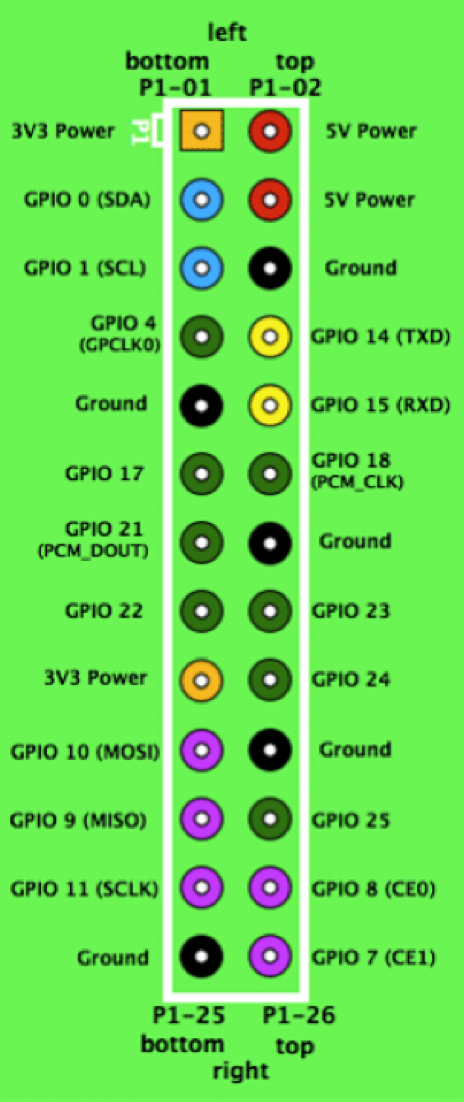 left
bottom top
P1-01 P1-02
3V3 Power P1 5V Power
GPIO 0 (SDA) 5V Power
GPIO 1 (SCL) Ground
GPIO 4
(GPCLK0) GPIO 14 (TXD)
Ground GPIO 15 (RXD)
GPIO 17 GPIO 18
(PCM_CLK)
GPIO 21
(PCM_DOUT) Ground
GPIO 22 GPIO 23
3V3 Power GPIO 24
GPIO 10 (MOSI) Ground
GPIO 9 (MISO) GPIO 25
GPIO 11 (SCLK) GPIO 8 (CE0)
Ground GPIO 7 (CE1)
P1-25 P1-26
bottom top
right